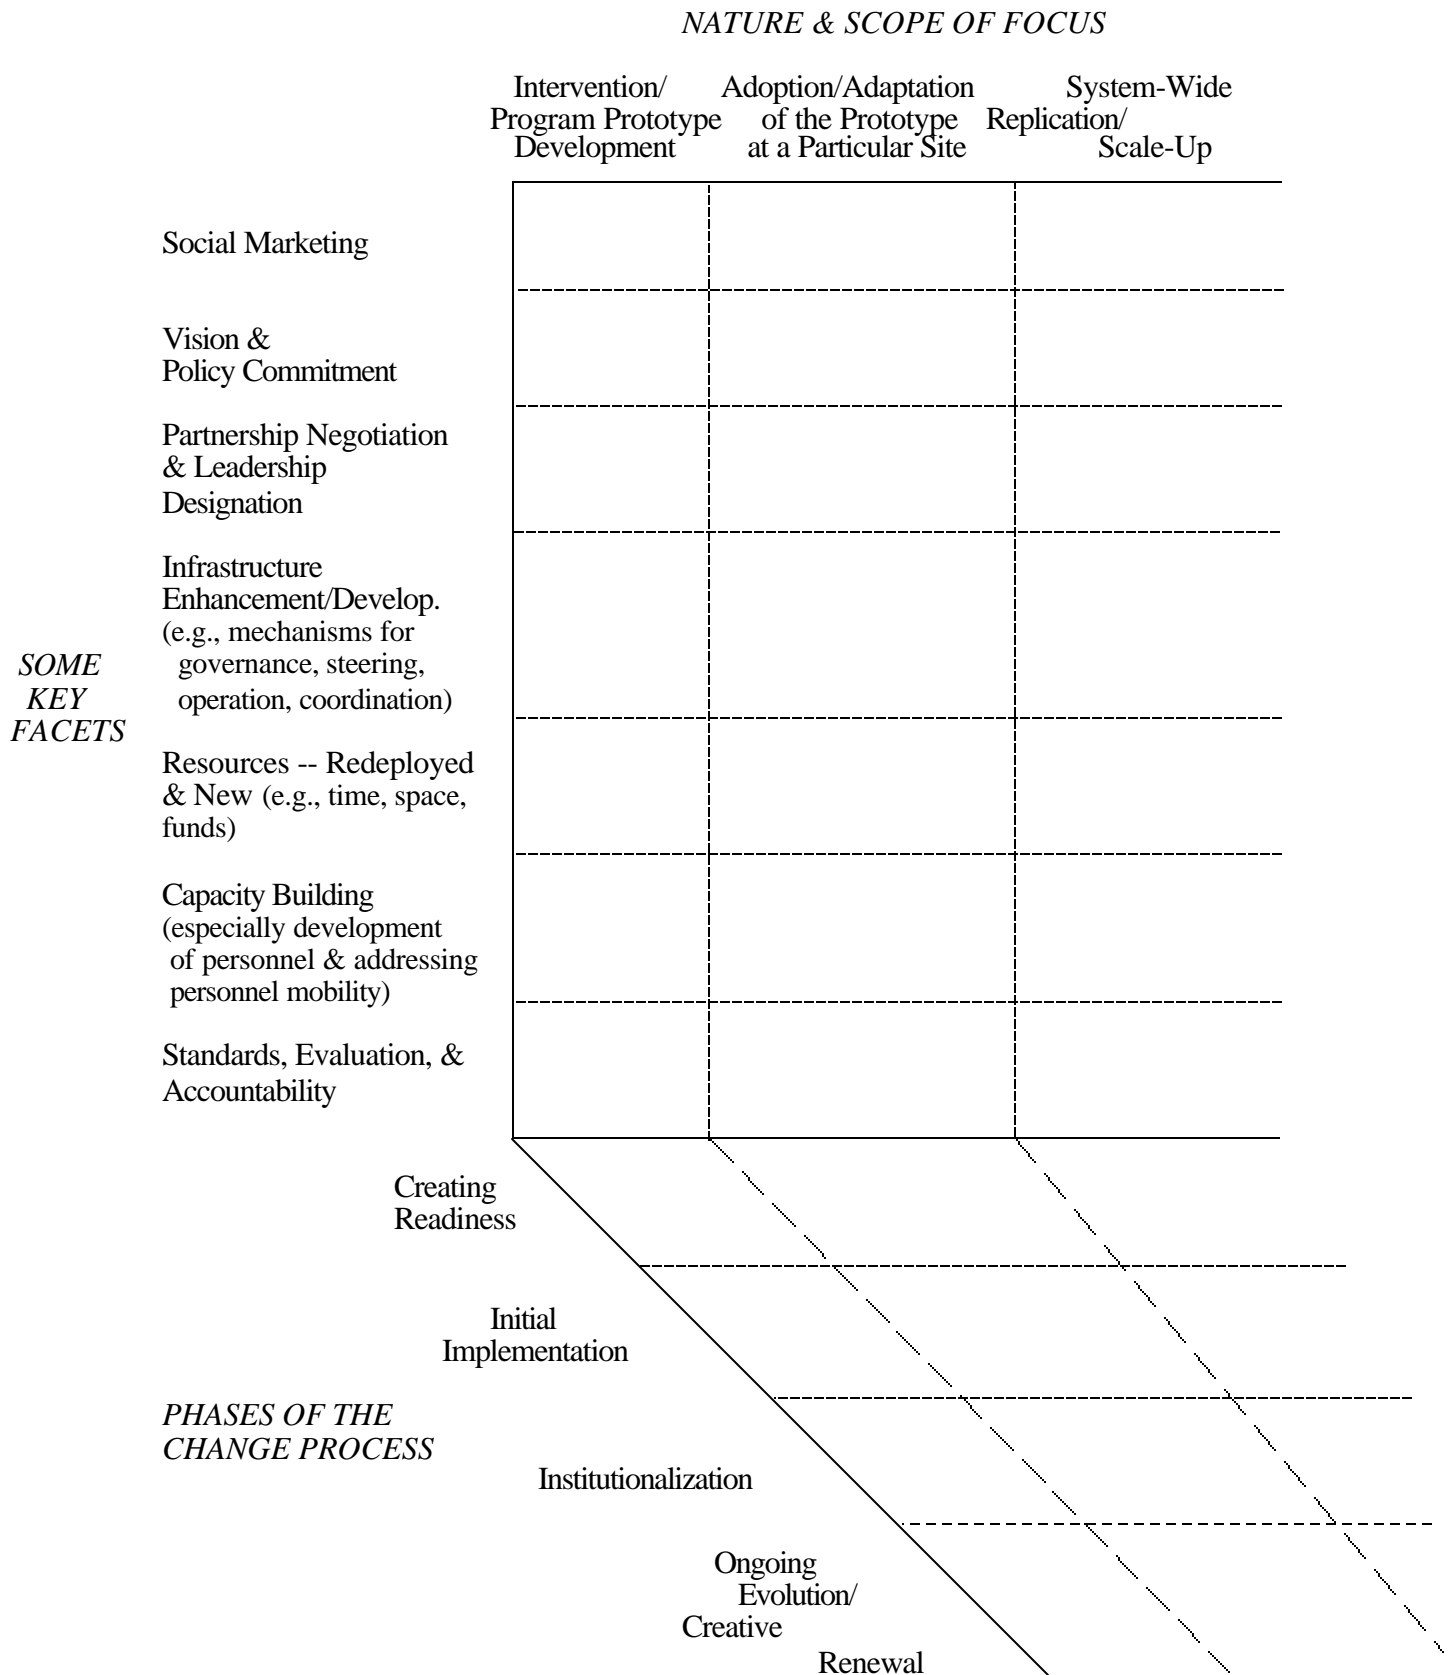 NATURE & SCOPE OF FOCUS
Intervention/
Program Prototype
Development
Adoption/Adaptation
of the Prototype
at a Particular Site
System-Wide
Replication/
Scale-Up
SOME
KEY
FACETS
Social Marketing
Vision &
Policy Commitment
Partnership Negotiation
& Leadership
Designation
Infrastructure
Enhancement/Develop.
(e.g., mechanisms for
governance, steering,
operation, coordination)
Resources -- Redeployed
& New (e.g., time, space,
funds)
Capacity Building
(especially development
of personnel & addressing
personnel mobility)
Standards, Evaluation, &
Accountability
PHASES OF THE
CHANGE PROCESS
Creating
Readiness
Initial
Implementation
Institutionalization
Ongoing
Evolution/
Creative
Renewal